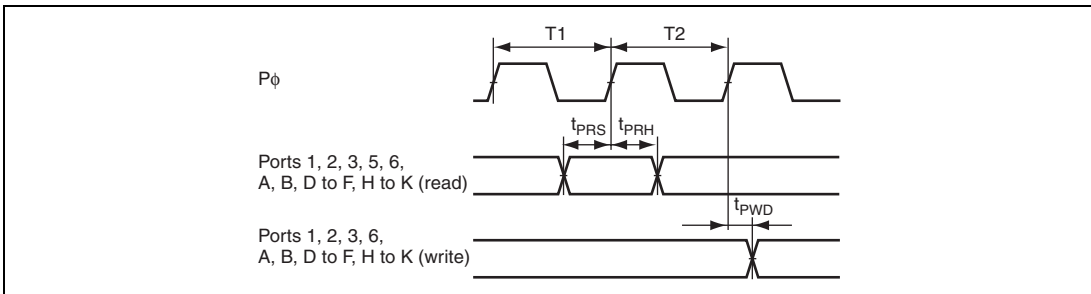 T1 T2
Pϕ
tPRS tPRH
Ports 1, 2, 3, 5, 6,
A, B, D to F, H to K (read)
tPWD
Ports 1, 2, 3, 6,
A, B, D to F, H to K (write)